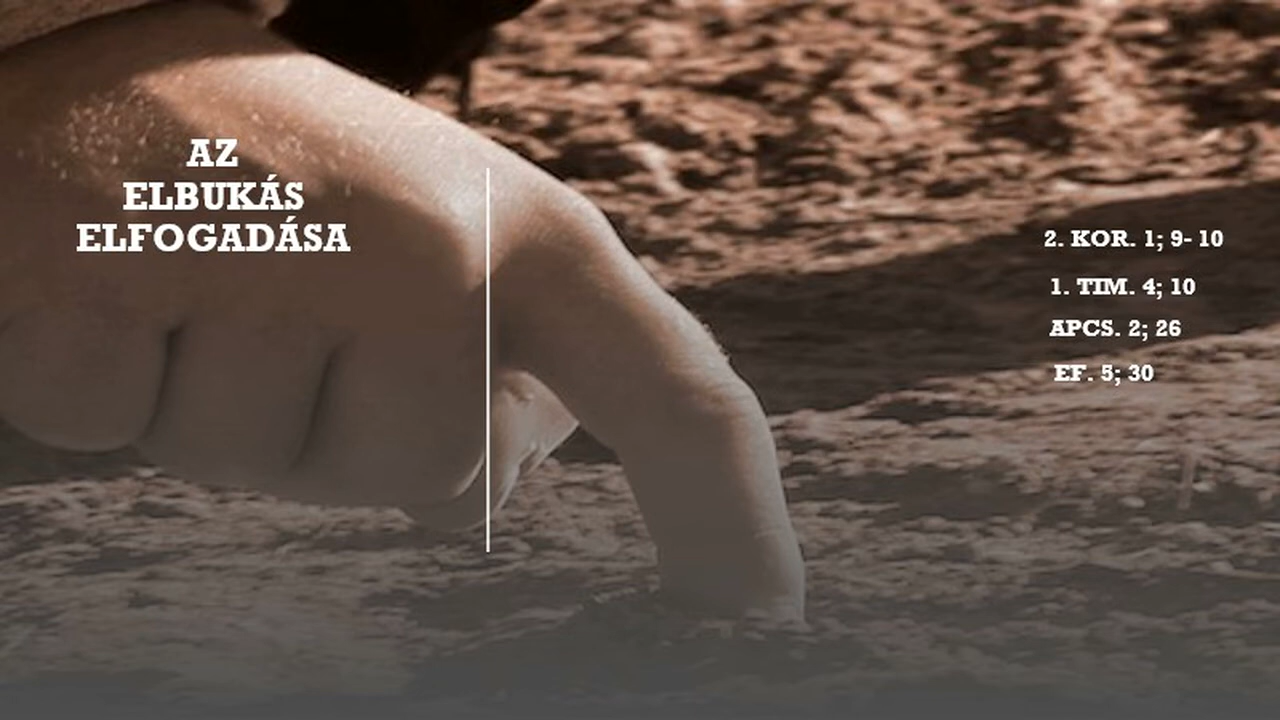 AZ
ELBUKÁS
ELFOGADÁSA
2. KOR. 1; 9- 10
1. TIM. 4; 10
APCS. 2; 26
EF. 5; 30